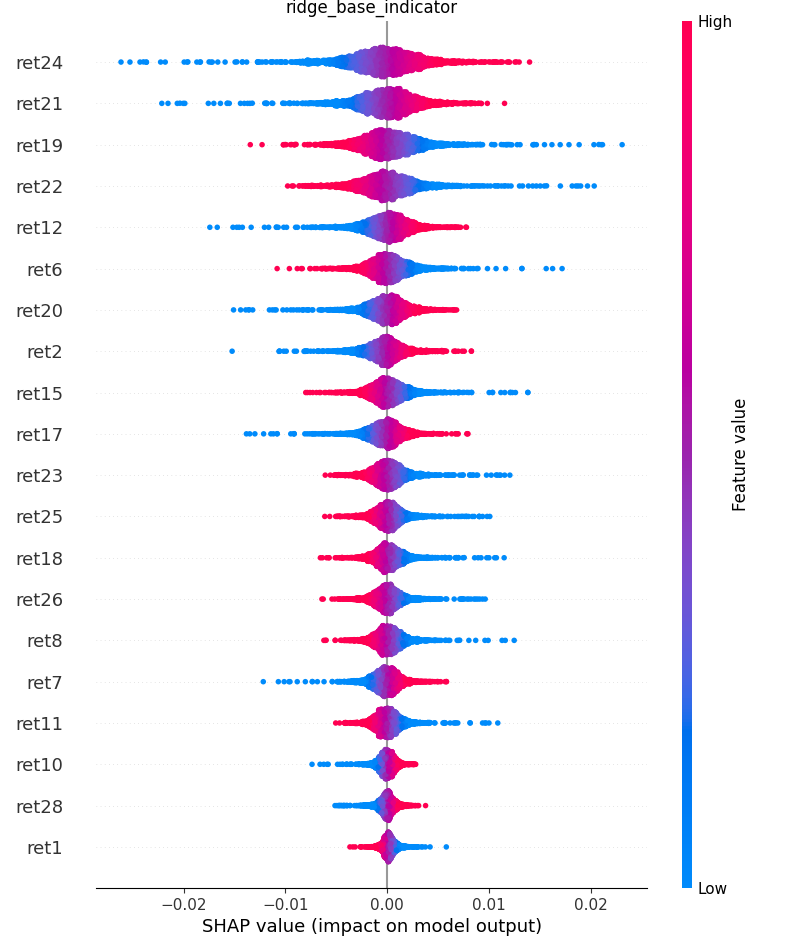 ridge_base_indicator
High
ret24
ret21
ret19
ret22
ret12
ret6
ret20
ret2
ret15
ret17
ret23
ret25
ret18
ret26
ret8
ret7
ret11
ret10
ret28
ret1
Feature value
Low
−0.02 −0.01 0.00 0.01 0.02
SHAP value (impact on model output)